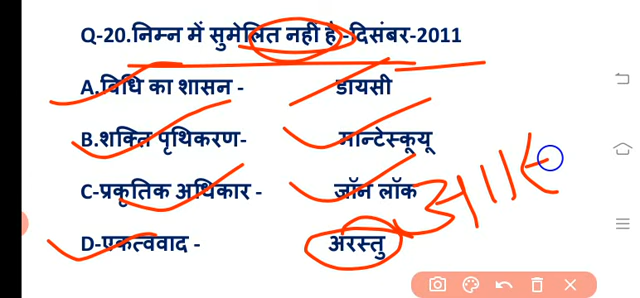 Q-20.निम्न में सुमेलित नही है -दिसंबर-2011
A.विधि का शासन - डायसी
B.शक्ति पृथिकरण- मान्टेस्क्यू
C-प्रकृतिक अधिकार - जॉन लॉक
D-एकत्ववाद - अरस्तु